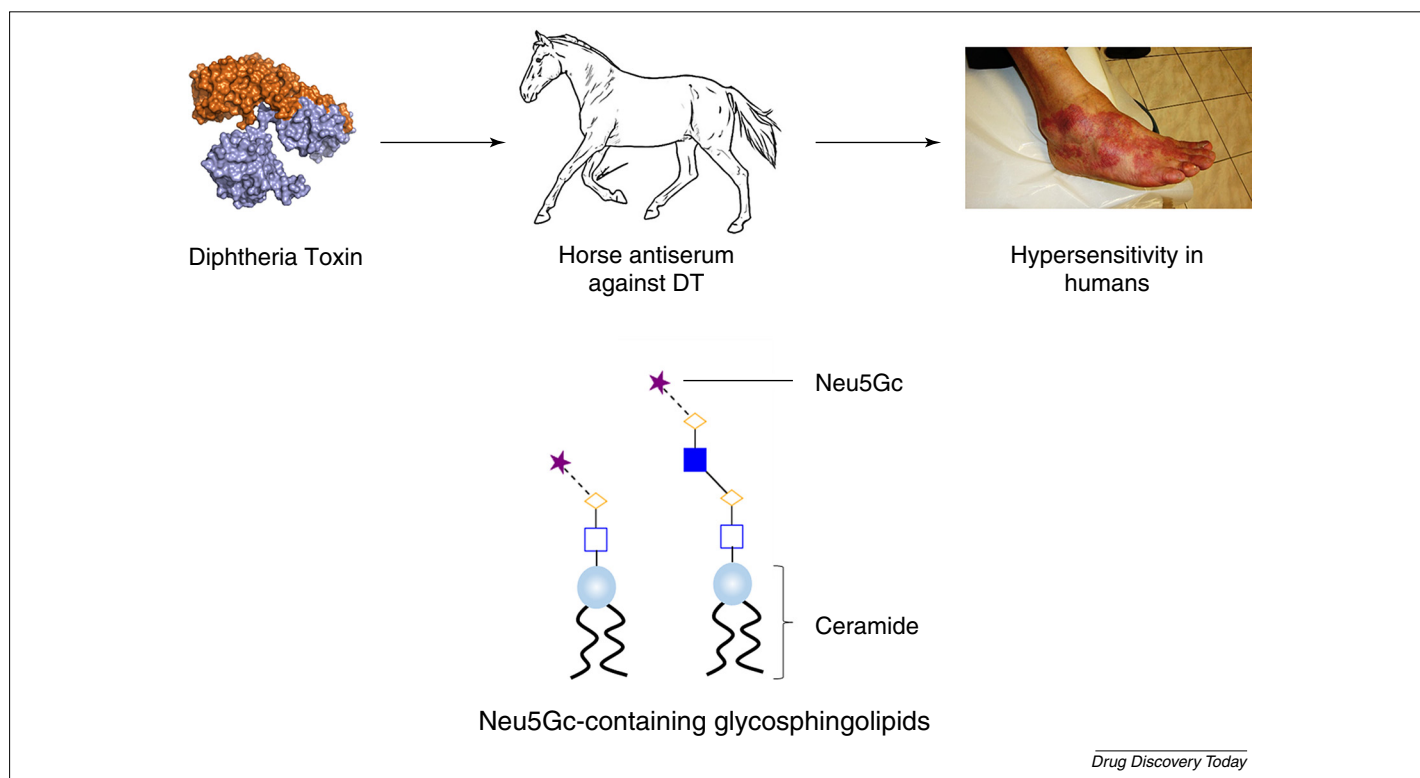 Diphtheria Toxin
Horse antiserum
against DT
Hypersensitivity in
humans
Neu5Gc
Ceramide
Neu5Gc-containing glycosphingolipids
Drug Discovery Today